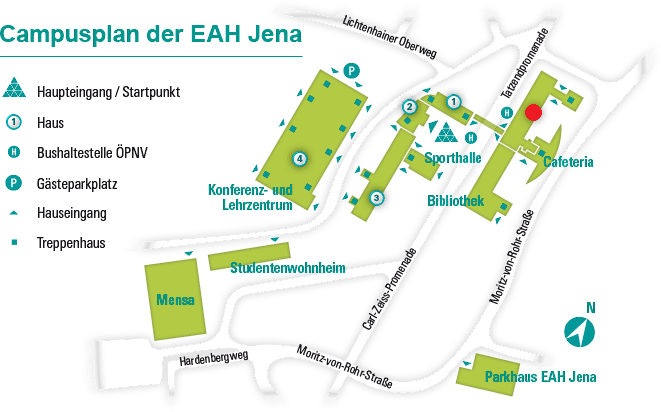 Campusplan der EAH Jena
Haupteingang / Startpunkt
1 Haus
H Bushaltestelle ÖPNV
P Gästeparkplatz
Hauseingang
Treppenhaus
Lichtenhainer Oberweg
Tatzendpromenade
P
2
1
H
H
4
Sporthalle
Cafeteria
Konferenz- und
Lehrzentrum
3
Bibliothek
Studentenwohnheim
Mensa
Carl-Zeiss-Promenade
Moritz-von-Rohr-Straße
N
Hardenbergweg
Moritz-von-Rohr-Straße
Parkhaus EAH Jena